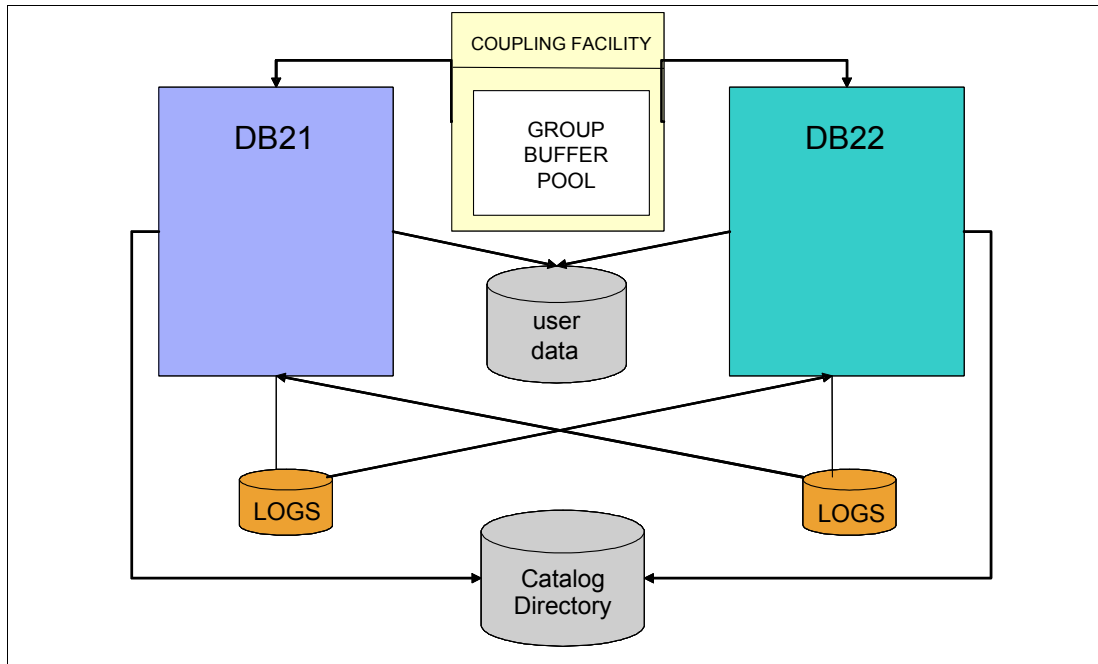 COUPLING FACILITY
DB21
GROUP
BUFFER
POOL
DB22
user
data
LOGS
LOGS
Catalog
Directory